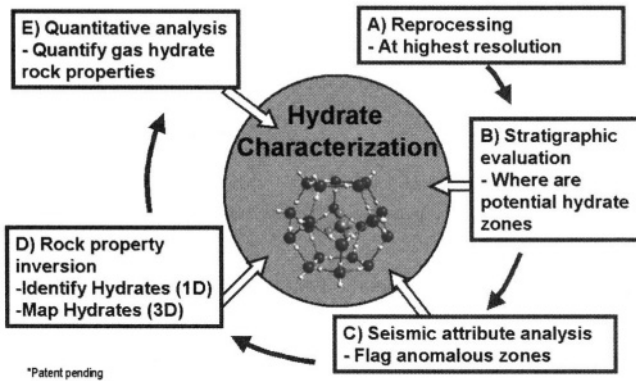 E) Quantitative analysis
- Quantify gas hydrate
rock properties
A) Reprocessing
- At highest resolution
Hydrate
Characterization
B) Stratigraphic
evaluation
- Where are
potential hydrate
zones
D) Rock property
inversion
-Identify Hydrates (1D)
-Map Hydrates (3D)
C) Seismic attribute analysis
- Flag anomalous zones
*Patent pending